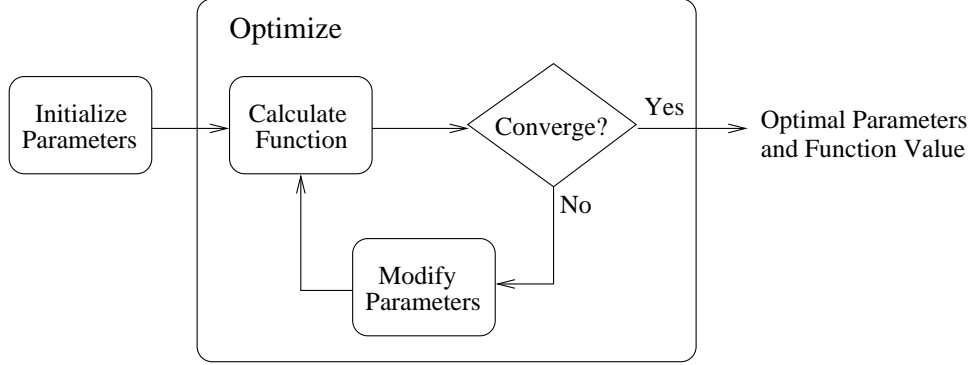 Optimize
Initialize
Parameters
Calculate
Function
Converge?
Yes
Optimal Parameters
and Function Value
No
Modify
Parameters